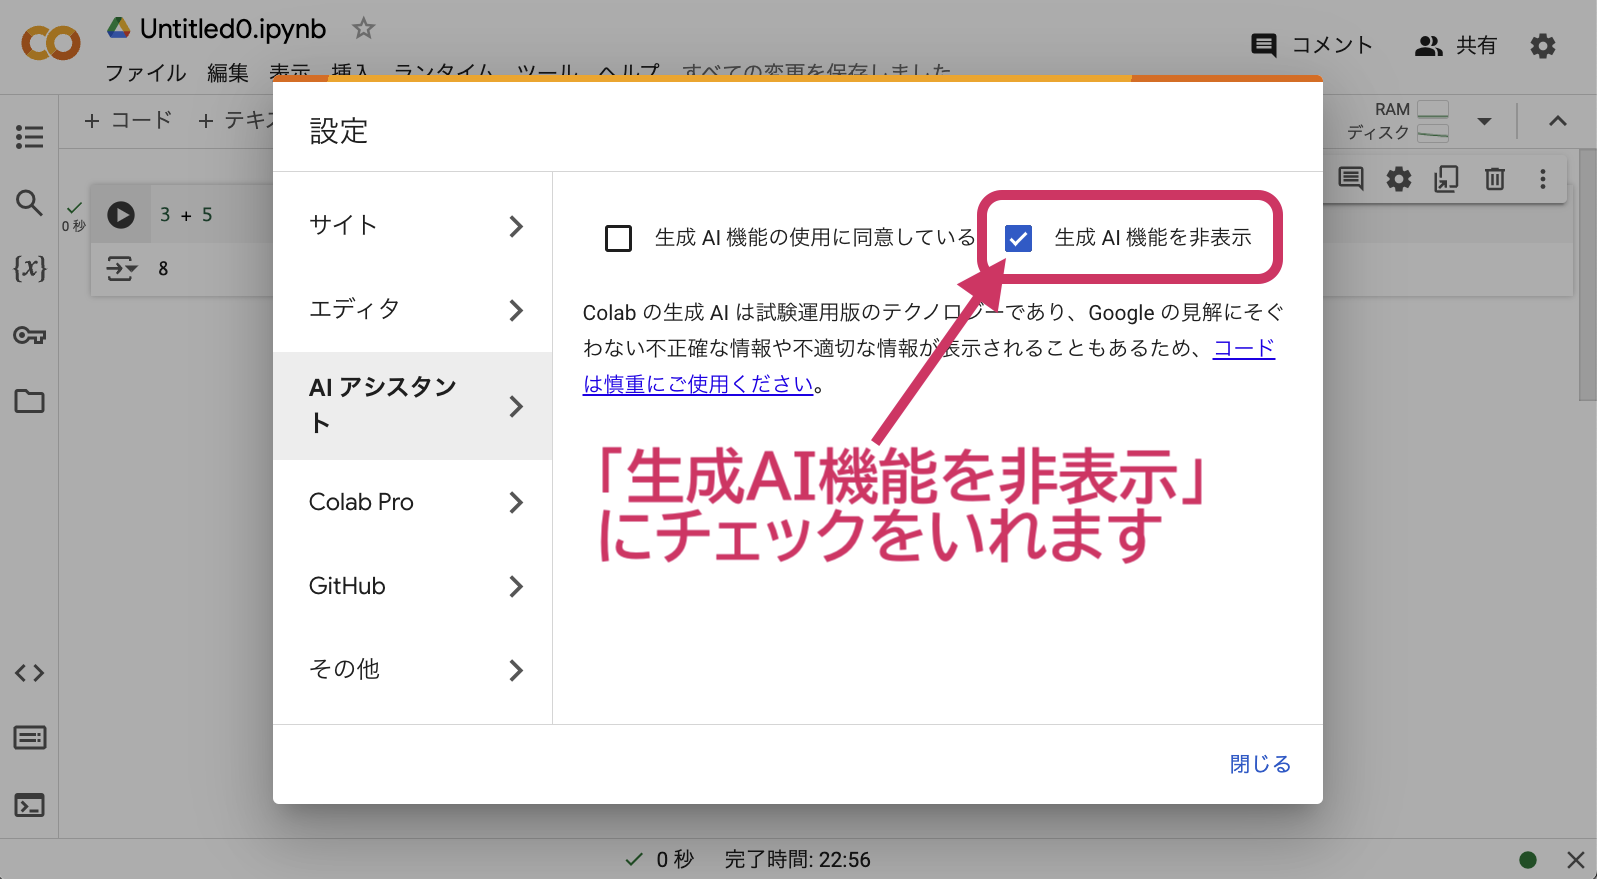 Untitled0.ipynb
ファイル 編集 表示 挿入 ランタイム ツール ヘルプ すべての変更を保存しました
コメント 共有
+ コード + テキス
RAM
ディスク
0 秒
3 + 5
8
{x}
設定
サイト
エディタ
AI アシスタン
ト
Colab Pro
GitHub
その他
生成 AI 機能の使用に同意している
生成 AI 機能を非表示
Colab の生成 AI は試験運用版のテクノロジーであり、Google の見解にそぐ
わない不正確な情報や不適切な情報が表示されることもあるため、コード
は慎重にご使用ください。
「生成AI機能を非表示」
にチェックをいれます
閉じる
0 秒 完了時間: 22:56